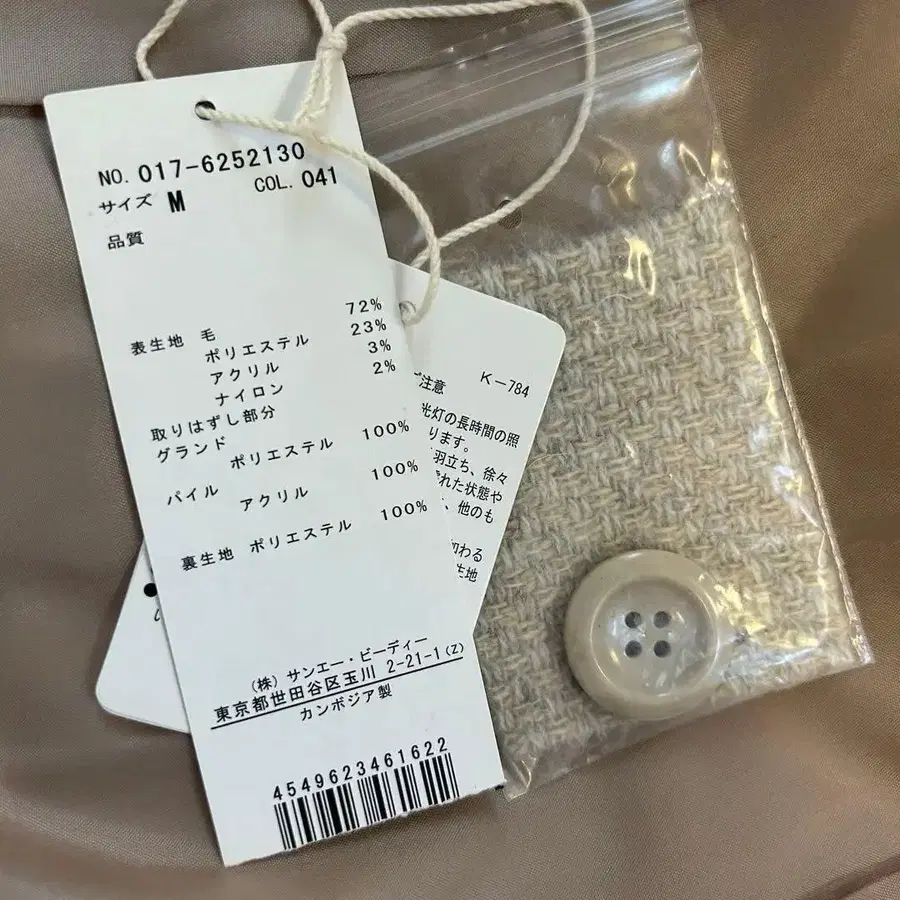 NO. 017-6252130
サイズ M COL. 041
品質
表生地 毛 72%
ポリエステル 23%
アクリル 3%
ナイロン 2%
取りはずし部分
グランド
ポリエステル 100%
パイル
アクリル 100%
裏生地 ポリエステル 100%
(株) サンエー・ビーディー
東京都世田谷区玉川 2-21-1(Z)
カンボジア製
4549623461622
K-784
ご注意
光灯の長時間の照
ります。
羽立ち、徐々
れた状態や
、他のも
加わる
生地